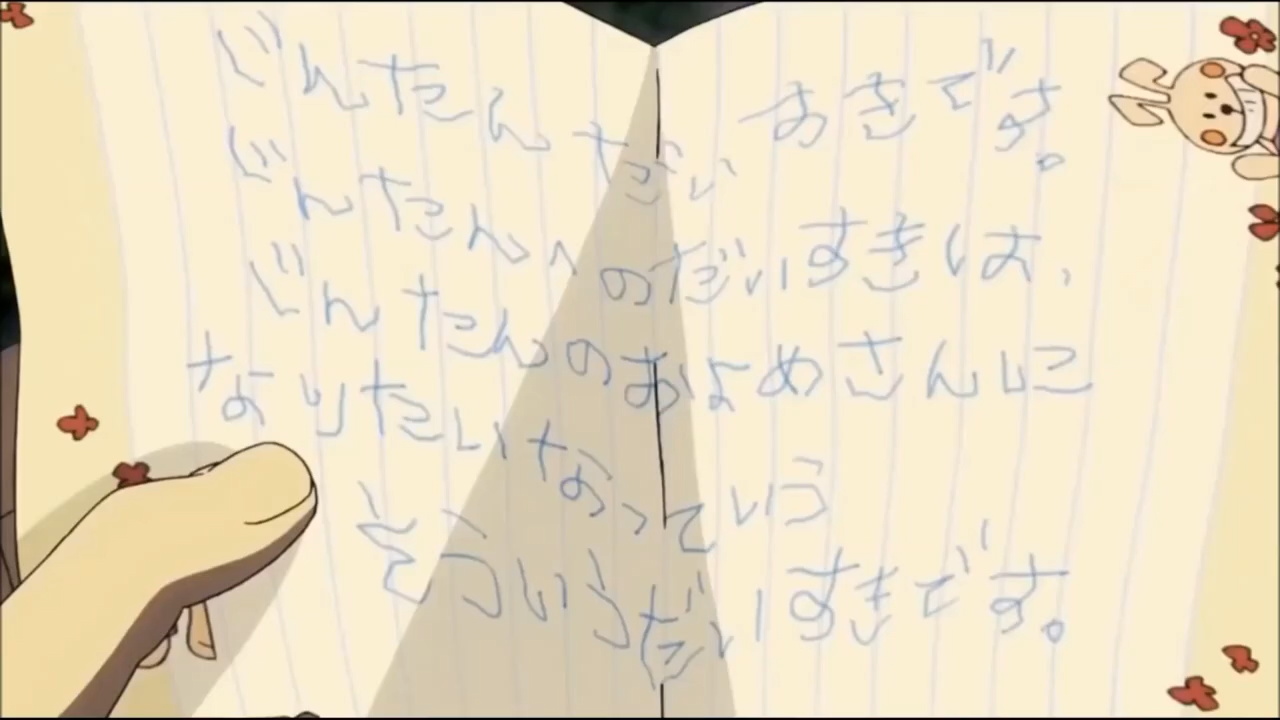 じんたん だいすきです。
じんたんへのだいすきは、
じんたんのおよめさんに
なりたいなっていう
そういうだいすきです。